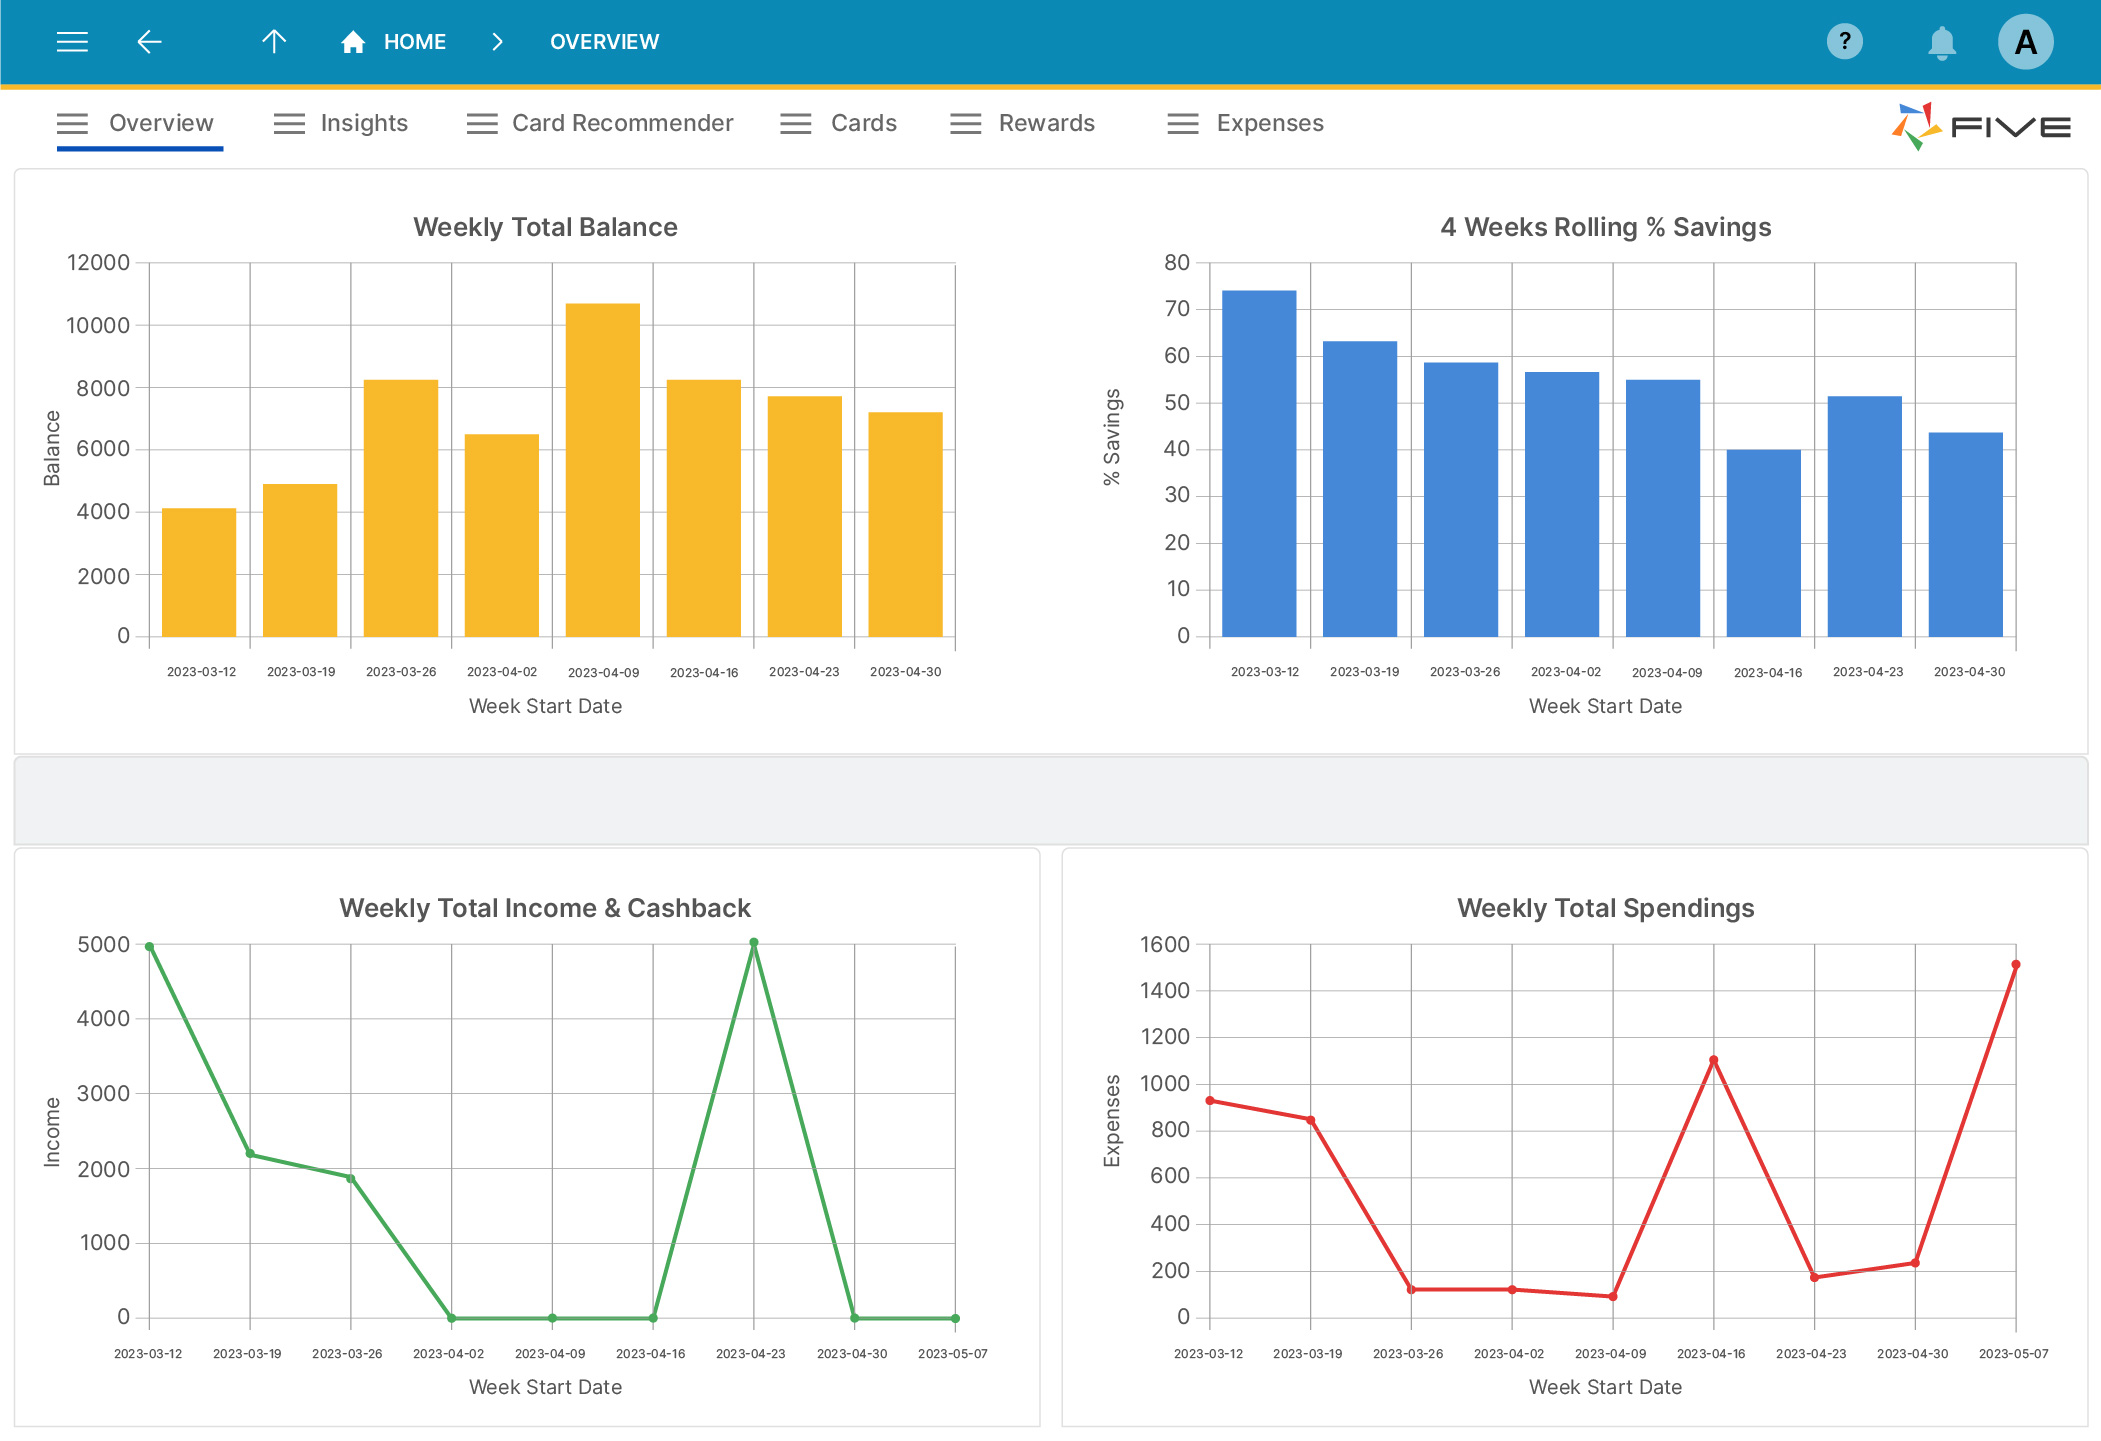 HOME OVERVIEW ? A
Overview Insights Card Recommender Cards Rewards Expenses FIVE
Weekly Total Balance
12000
10000
8000
6000
4000
2000
0
Balance
2023-03-12 2023-03-19 2023-03-26 2023-04-02 2023-04-09 2023-04-16 2023-04-23 2023-04-30
Week Start Date
4 Weeks Rolling % Savings
80
70
60
50
40
30
20
10
0
% Savings
2023-03-12 2023-03-19 2023-03-26 2023-04-02 2023-04-09 2023-04-16 2023-04-23 2023-04-30
Week Start Date
Weekly Total Income & Cashback
5000
4000
3000
2000
1000
0
Income
2023-03-12 2023-03-19 2023-03-26 2023-04-02 2023-04-09 2023-04-16 2023-04-23 2023-04-30 2023-05-07
Week Start Date
Weekly Total Spendings
1600
1400
1200
1000
800
600
400
200
0
Expenses
2023-03-12 2023-03-19 2023-03-26 2023-04-02 2023-04-09 2023-04-16 2023-04-23 2023-04-30 2023-05-07
Week Start Date